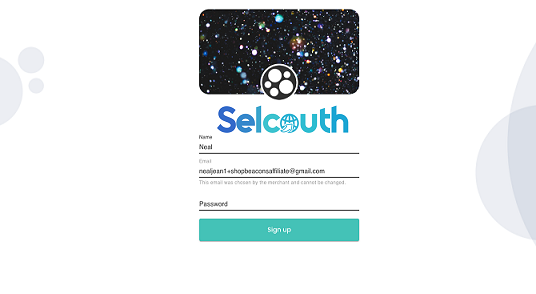 Selcouth
Name
Neal
Email
nealjean1+shopbeaconsaffiliate@gmail.com
This email was chosen by the merchant and cannot be changed.
Password
Sign up